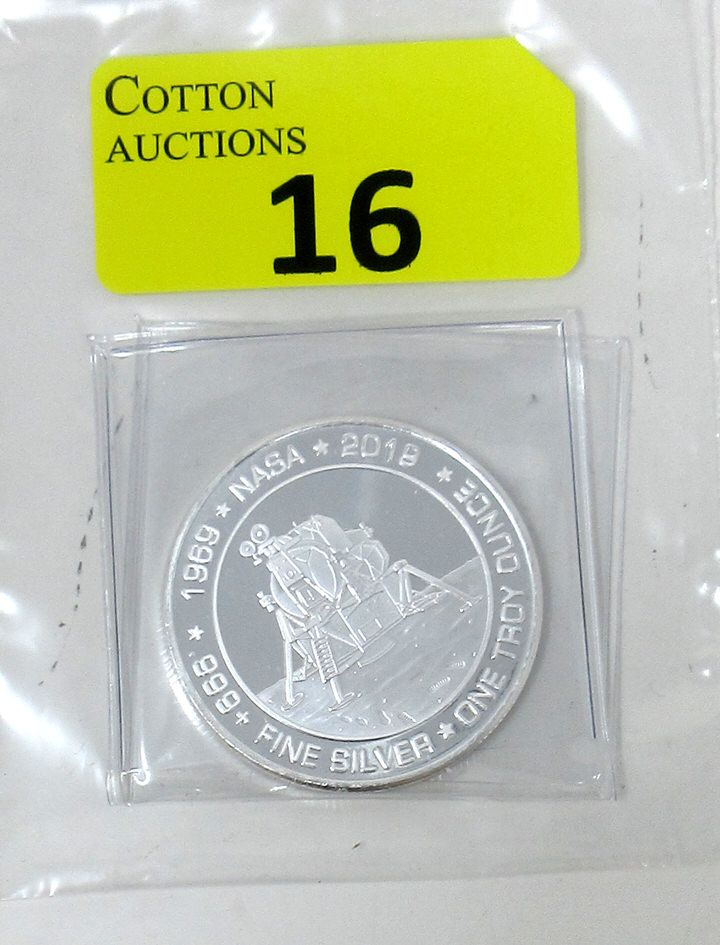 COTTON
AUCTIONS
16
1969 ★ NASA ★ 2019 ★
ONE TROY OUNCE
.999 ★ FINE SILVER ★